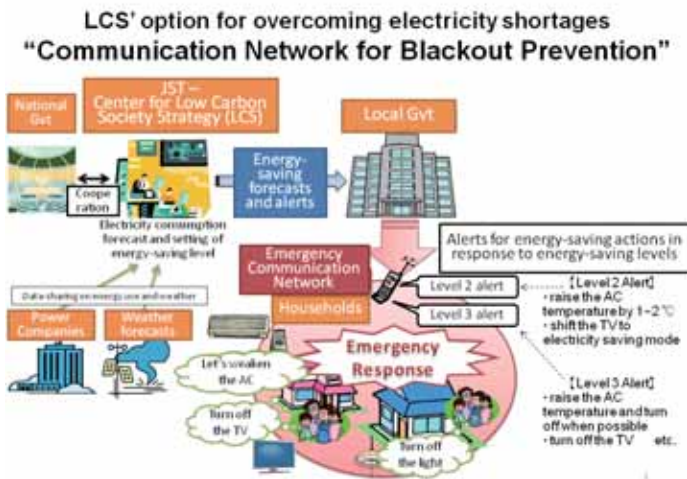 LCS' option for overcoming electricity shortages
“Communication Network for Blackout Prevention”
National
Gvt
JST –
Center for Low Carbon
Society Strategy (LCS)
Local Gvt
Coope
ration
Energy-
saving
forecasts
and alerts
Electricity consumption
forecast and setting of
energy-saving level
Alerts for energy-saving actions in
response to energy-saving levels
Emergency
Communication
Network
Households
Level 2 alert
Level 3 alert
【Level 2 Alert】
・raise the AC
temperature by 1-2℃
・shift the TV to
electricity saving mode
Data sharing on energy use and weather
Power
Companies
Weather
forecasts
Emergency
Response
Let's weaken
the AC
Turn off
the TV
Turn off
the light
【Level 3 Alert】
・raise the AC
temperature and turn
off when possible
・turn off the TV etc.